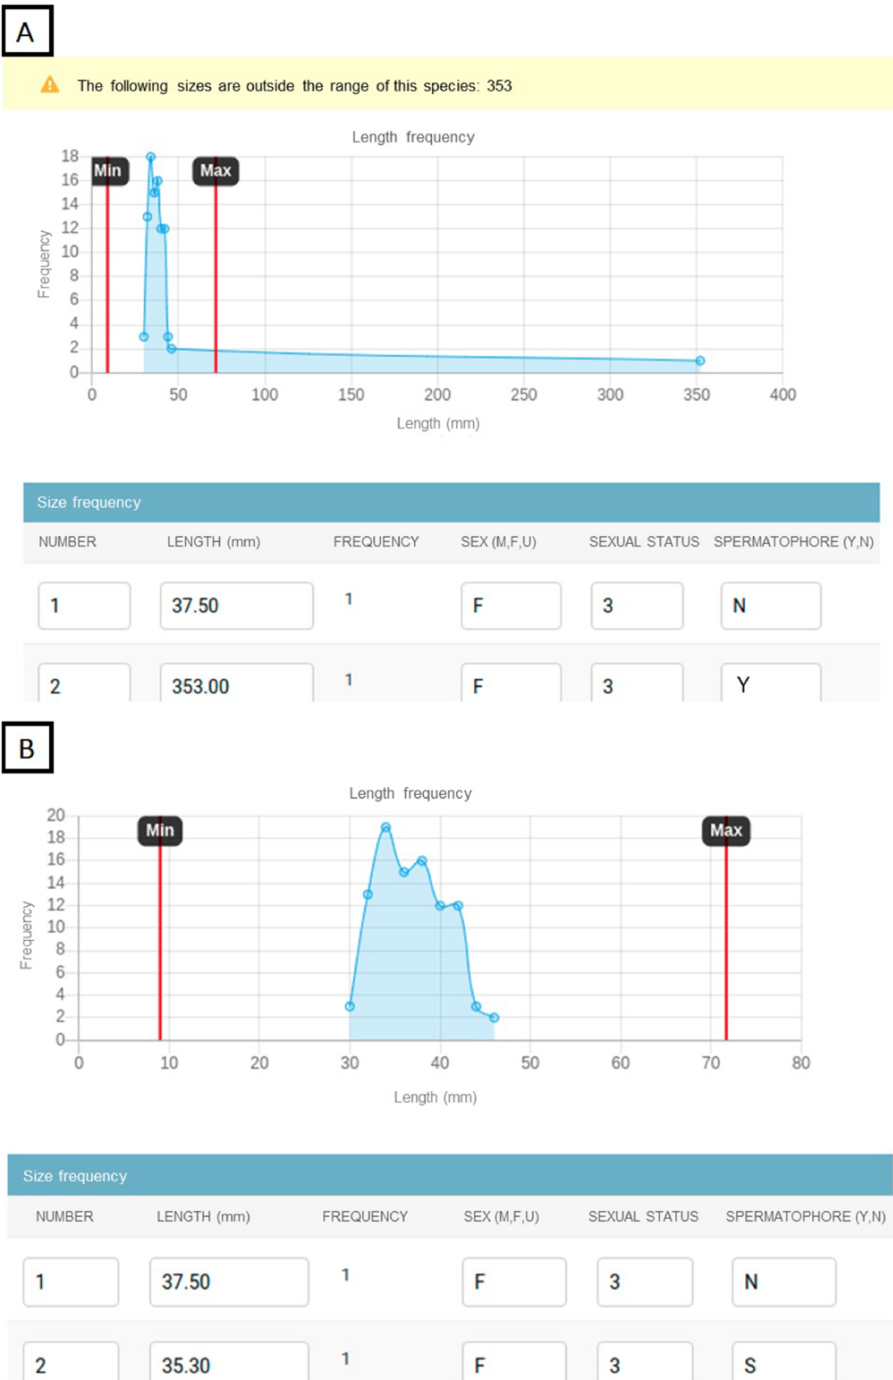 A
The following sizes are outside the range of this species: 353
Length frequency
18
16
14
12
10
8
6
4
2
0
Frequency
Min
Max
0 50 100 150 200 250 300 350 400
Length (mm)
Size frequency
NUMBER LENGTH (mm) FREQUENCY SEX (M,F,U) SEXUAL STATUS SPERMATOPHORE (Y,N)
1 37.50 1 F 3 N
2 353.00 1 F 3 Y
B
Length frequency
20
18
16
14
12
10
8
6
4
2
0
Frequency
Min
Max
0 10 20 30 40 50 60 70 80
Length (mm)
Size frequency
NUMBER LENGTH (mm) FREQUENCY SEX (M,F,U) SEXUAL STATUS SPERMATOPHORE (Y,N)
1 37.50 1 F 3 N
2 35.30 1 F 3 S